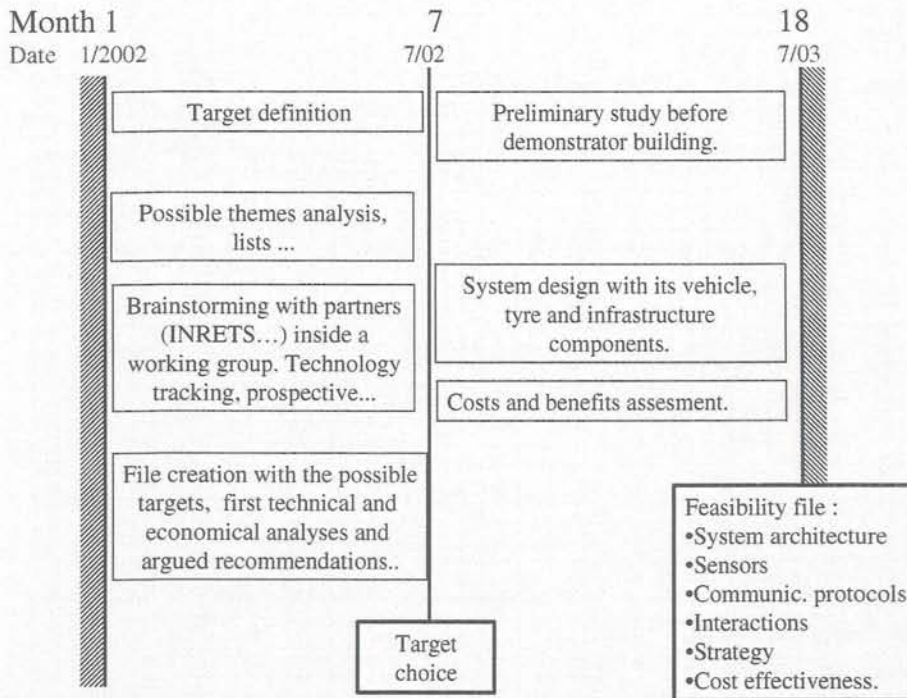 Month 1 7 18
Date 1/2002 7/02 7/03
Target definition
Possible themes analysis,
lists ...
Brainstorming with partners
(INRETS…) inside a
working group. Technology
tracking, prospective...
File creation with the possible
targets, first technical and
economical analyses and
argued recommendations..
Target
choice
Preliminary study before
demonstrator building.
System design with its vehicle,
tyre and infrastructure
components.
Costs and benefits assesment.
Feasibility file :
•System architecture
•Sensors
•Communic. protocols
•Interactions
•Strategy
•Cost effectiveness.